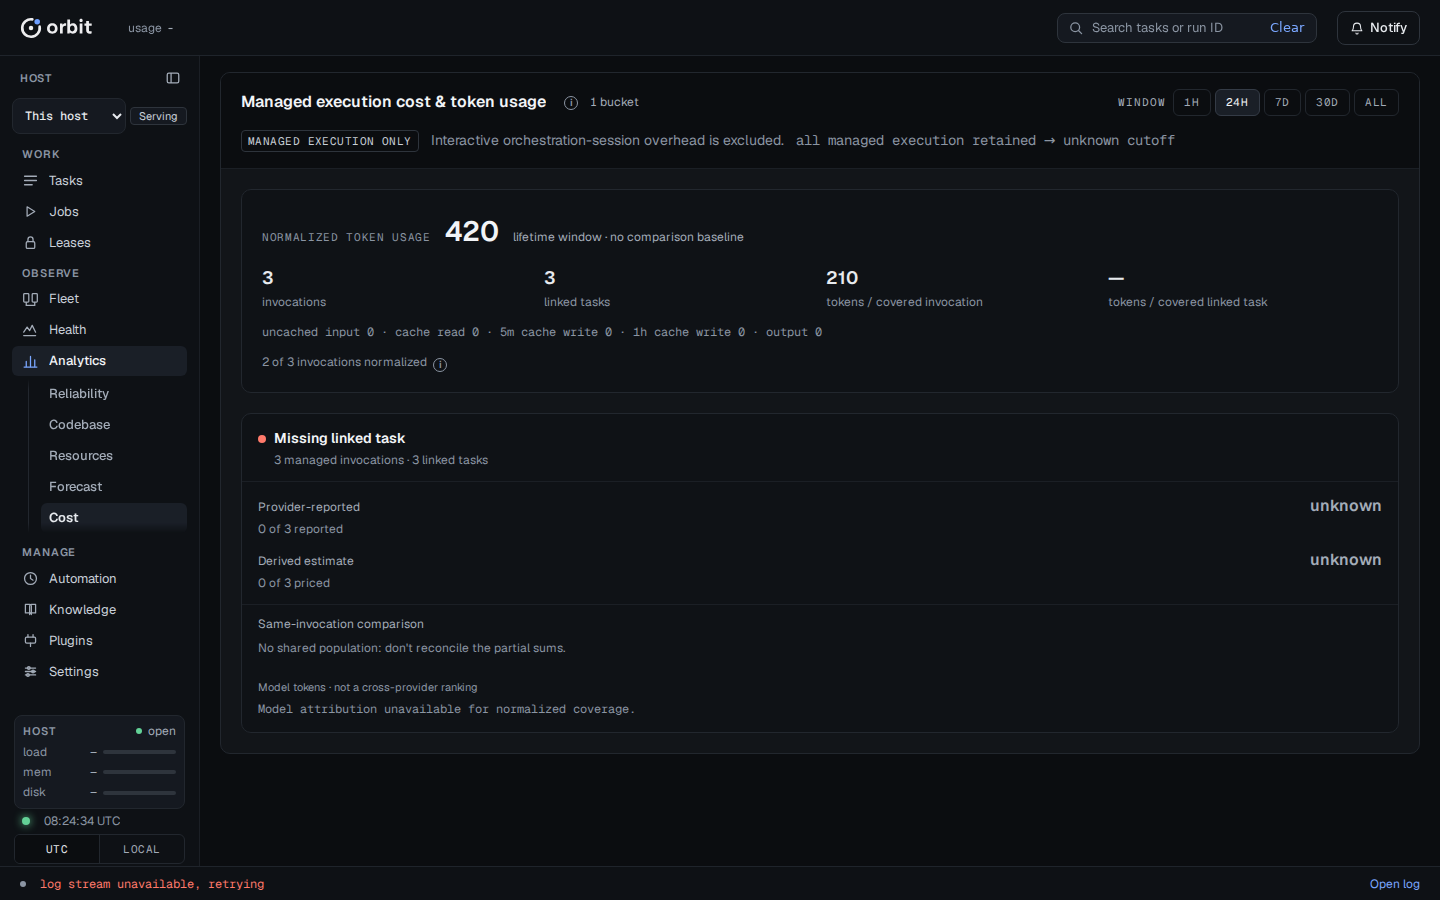 orbit
usage -
Search tasks or run ID
Clear
Notify
HOST
This host
Serving
WORK
Tasks
Jobs
Leases
OBSERVE
Fleet
Health
Analytics
Reliability
Codebase
Resources
Forecast
Cost
MANAGE
Automation
Knowledge
Plugins
Settings
HOST
open
load –
mem –
disk –
08:24:34 UTC
UTC
LOCAL
Managed execution cost & token usage
1 bucket
WINDOW
1H
24H
7D
30D
ALL
MANAGED EXECUTION ONLY
Interactive orchestration-session overhead is excluded.
all managed execution retained → unknown cutoff
NORMALIZED TOKEN USAGE
420
lifetime window · no comparison baseline
3
invocations
3
linked tasks
210
tokens / covered invocation
—
tokens / covered linked task
uncached input 0 · cache read 0 · 5m cache write 0 · 1h cache write 0 · output 0
2 of 3 invocations normalized
Missing linked task
3 managed invocations · 3 linked tasks
Provider-reported
unknown
0 of 3 reported
Derived estimate
unknown
0 of 3 priced
Same-invocation comparison
No shared population: don't reconcile the partial sums.
Model tokens · not a cross-provider ranking
Model attribution unavailable for normalized coverage.
log stream unavailable, retrying
Open log